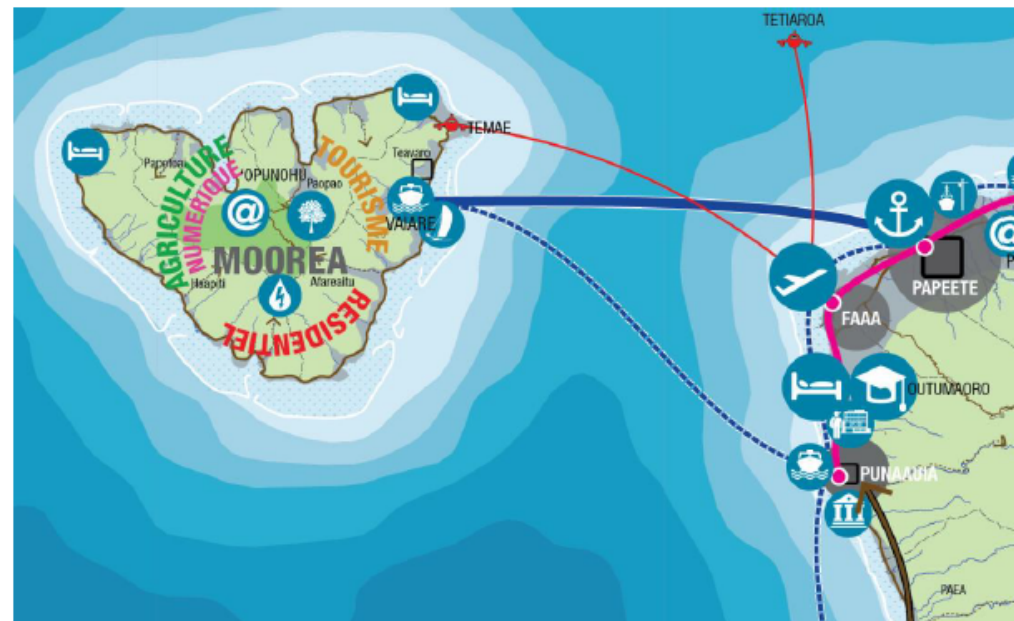 TETIAROA
TEMAE
Teavaro
Papetoai
OPUNOHU
Paopao
AGRICULTURE
NUMERIQUE
TOURISME
@
VAIARE
MOOREA
Haapiti
Afareaitu
RESIDENTIEL
PAPEETE
@
P
FAAA
OUTUMAORO
PUNAAUIA
PAEA